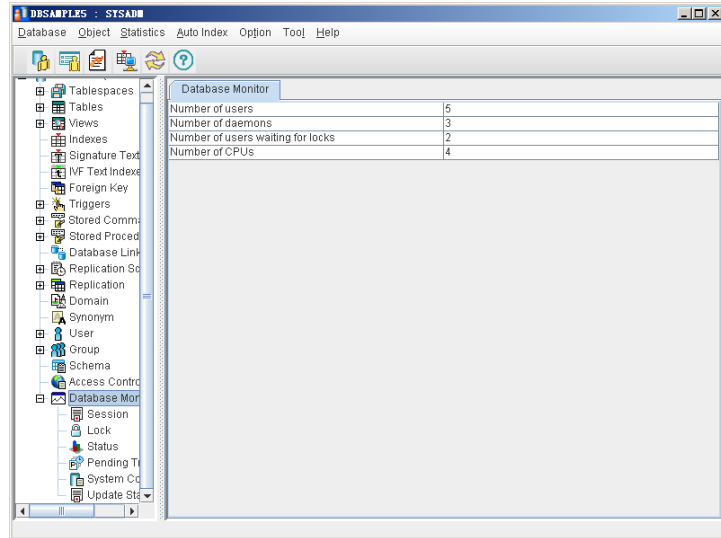 DBSAMPLE5 : SYSADM
Database Object Statistics Auto Index Option Tool Help
Tablespaces
Tables
Views
Indexes
Signature Text
IVF Text Indexe
Foreign Key
Triggers
Stored Comma
Stored Proced
Database Link
Replication Sc
Replication
Domain
Synonym
User
Group
Schema
Access Contro
Database Mor
Session
Lock
Status
Pending Tr
System Co
Update Sta
Database Monitor
Number of users 5
Number of daemons 3
Number of users waiting for locks 2
Number of CPUs 4